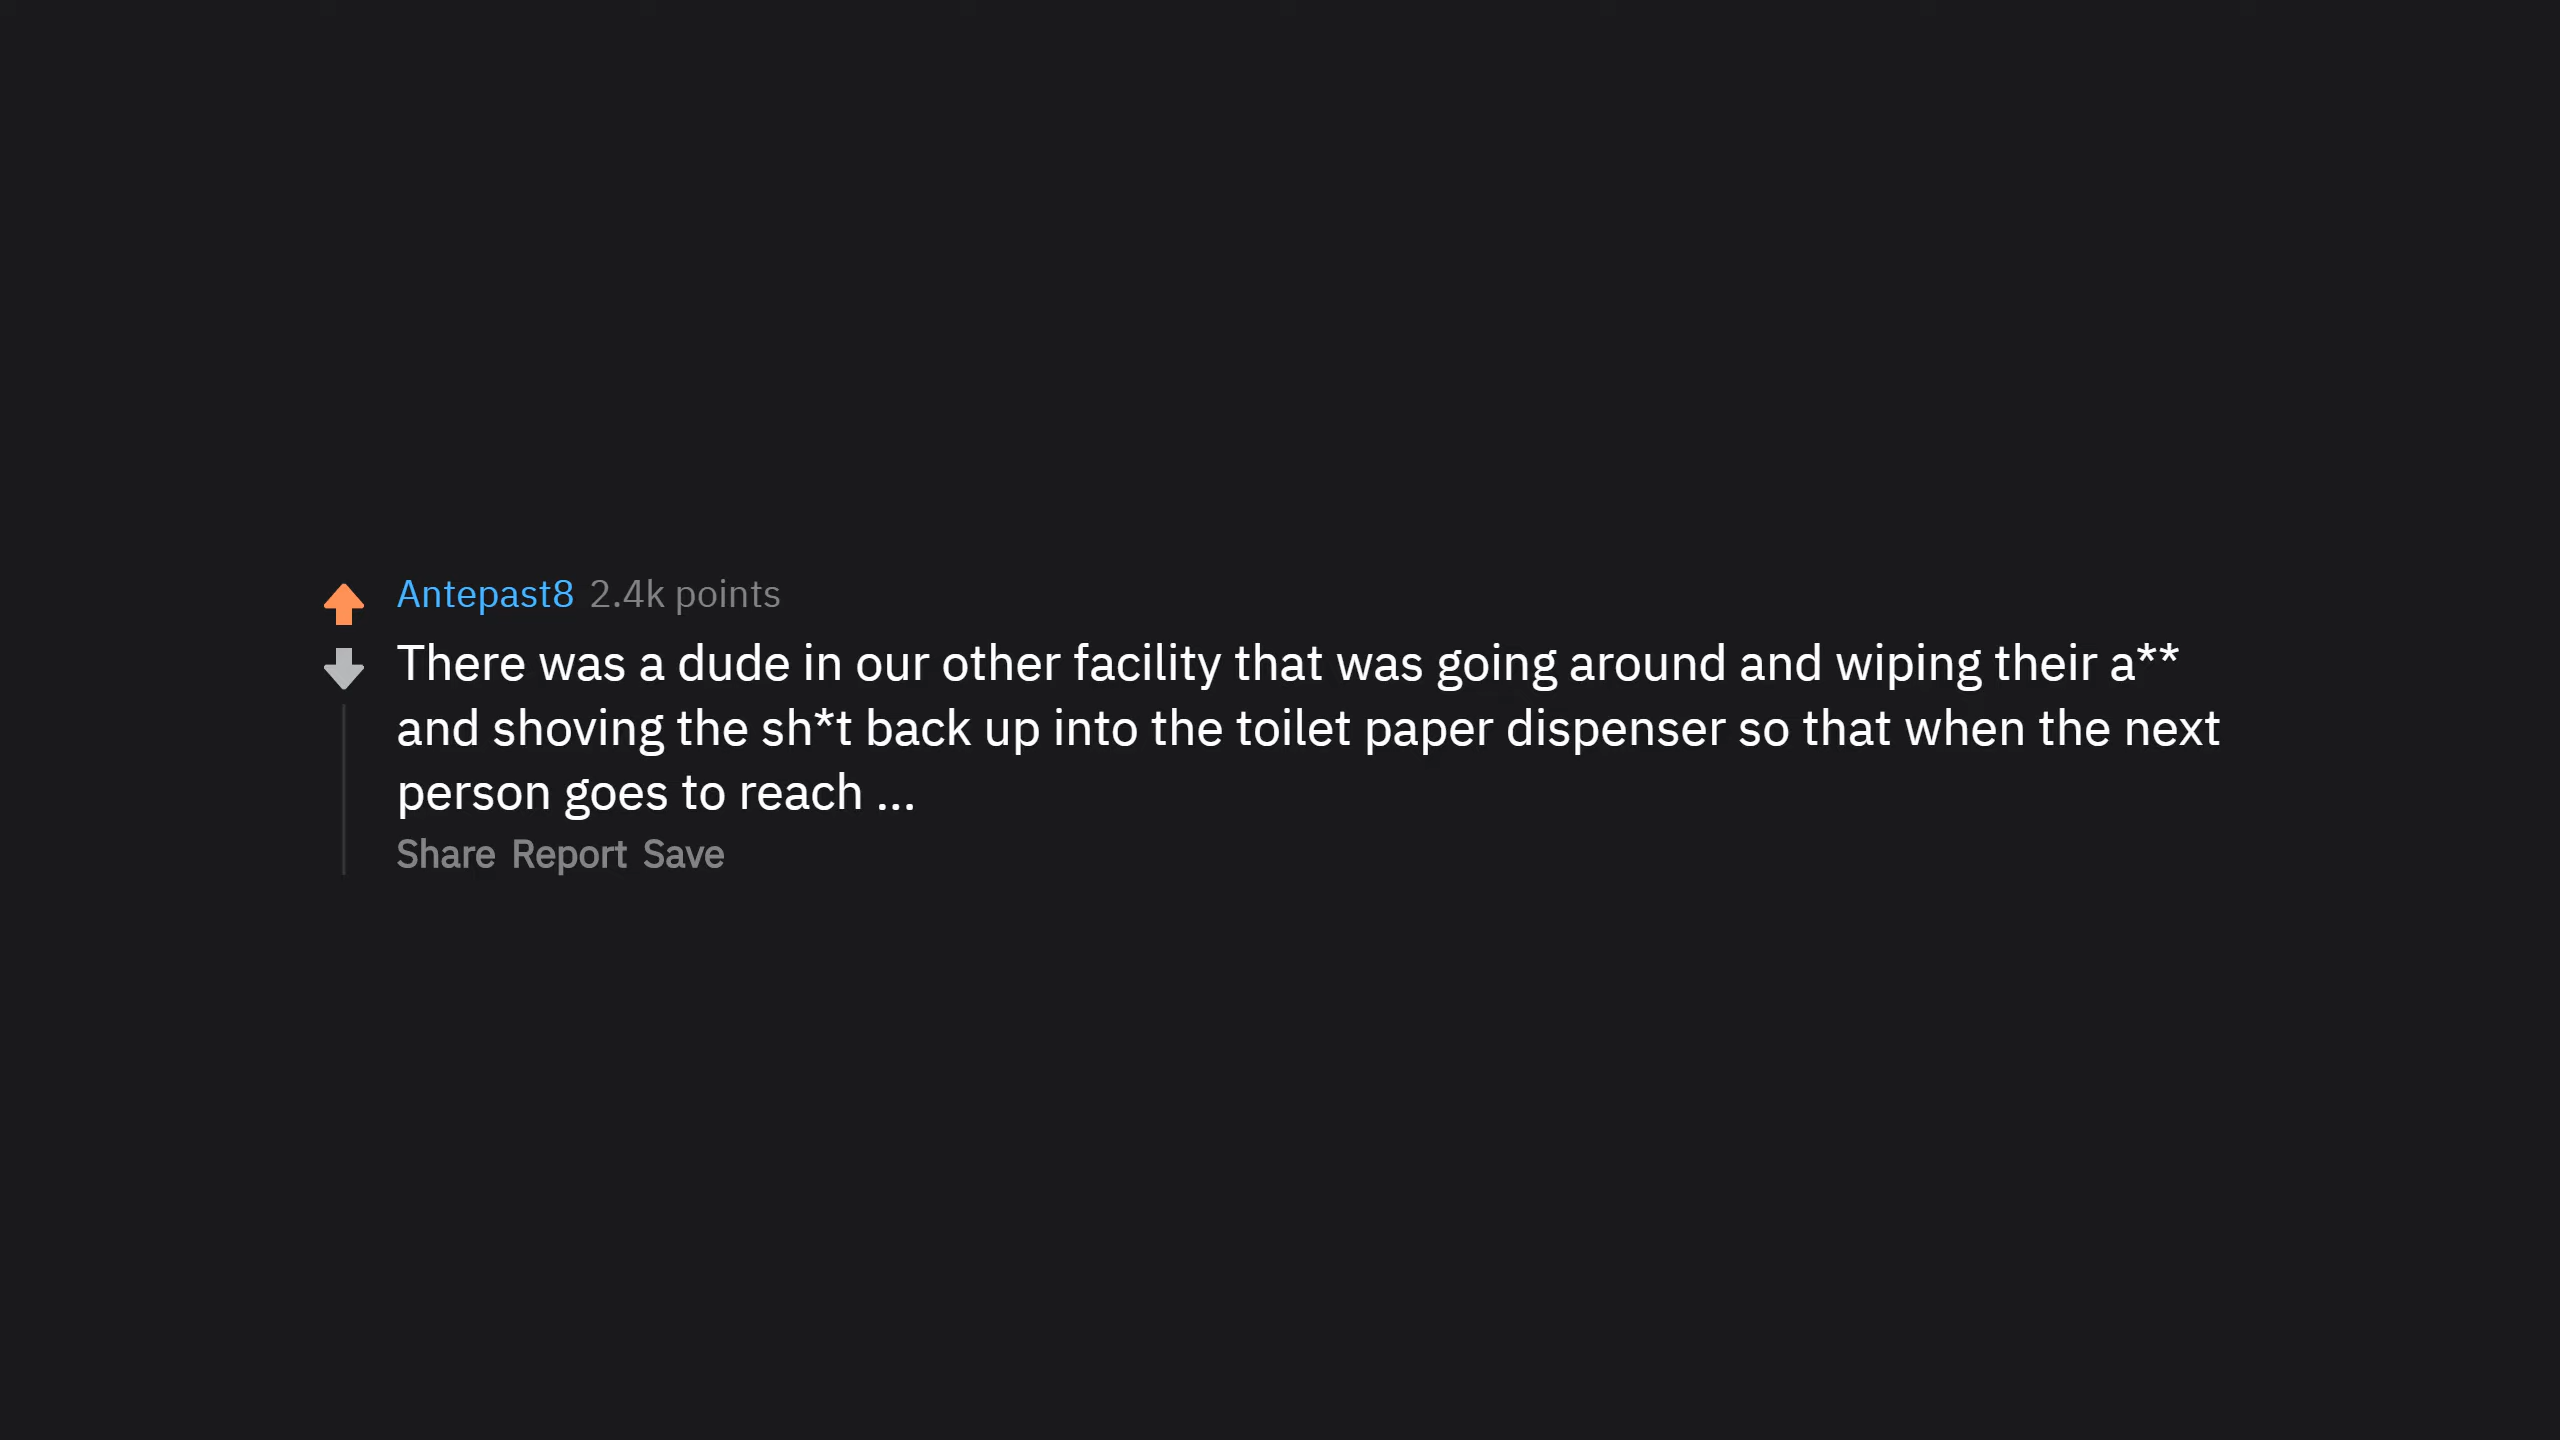 Antepast8 2.4k points
There was a dude in our other facility that was going around and wiping their a**
and shoving the sh*t back up into the toilet paper dispenser so that when the next
person goes to reach ...
Share Report Save